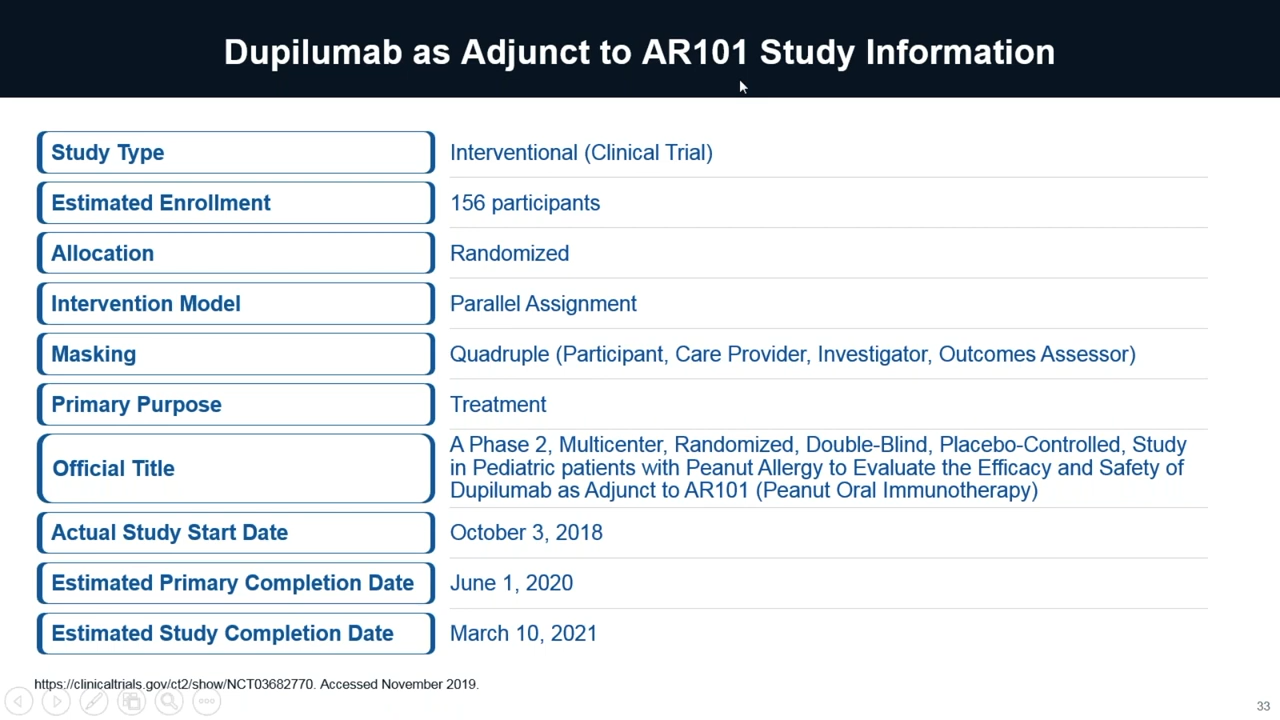 Dupilumab as Adjunct to AR101 Study Information
Study Type
Interventional (Clinical Trial)
Estimated Enrollment
156 participants
Allocation
Randomized
Intervention Model
Parallel Assignment
Masking
Quadruple (Participant, Care Provider, Investigator, Outcomes Assessor)
Primary Purpose
Treatment
Official Title
A Phase 2, Multicenter, Randomized, Double-Blind, Placebo-Controlled, Study
in Pediatric patients with Peanut Allergy to Evaluate the Efficacy and Safety of
Dupilumab as Adjunct to AR101 (Peanut Oral Immunotherapy)
Actual Study Start Date
October 3, 2018
Estimated Primary Completion Date
June 1, 2020
Estimated Study Completion Date
March 10, 2021
https://clinicaltrials.gov/ct2/show/NCT03682770. Accessed November 2019.
33